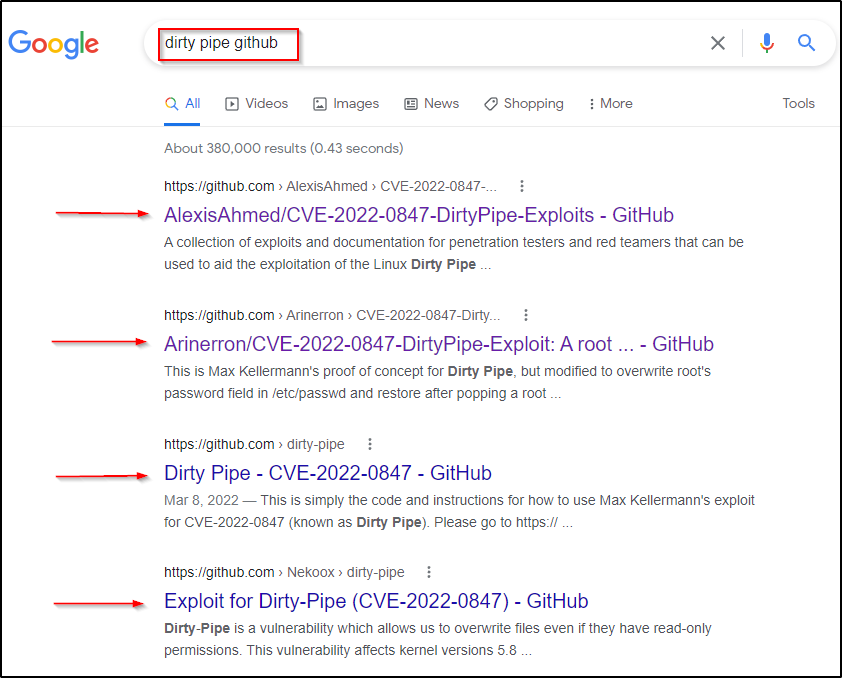 Google
dirty pipe github
All Videos Images News Shopping More Tools
About 380,000 results (0.43 seconds)
https://github.com › AlexisAhmed › CVE-2022-0847-...
AlexisAhmed/CVE-2022-0847-DirtyPipe-Exploits - GitHub
A collection of exploits and documentation for penetration testers and red teamers that can be
used to aid the exploitation of the Linux Dirty Pipe ...
https://github.com › Arinerron › CVE-2022-0847-Dirty...
Arinerron/CVE-2022-0847-DirtyPipe-Exploit: A root ... - GitHub
This is Max Kellermann's proof of concept for Dirty Pipe, but modified to overwrite root's
password field in /etc/passwd and restore after popping a root ...
https://github.com › dirty-pipe
Dirty Pipe - CVE-2022-0847 - GitHub
Mar 8, 2022 — This is simply the code and instructions for how to use Max Kellermann's exploit
for CVE-2022-0847 (known as Dirty Pipe). Please go to https:// ...
https://github.com › Nekoox › dirty-pipe
Exploit for Dirty-Pipe (CVE-2022-0847) - GitHub
Dirty-Pipe is a vulnerability which allows us to overwrite files even if they have read-only
permissions. This vulnerability affects kernel versions 5.8 ...